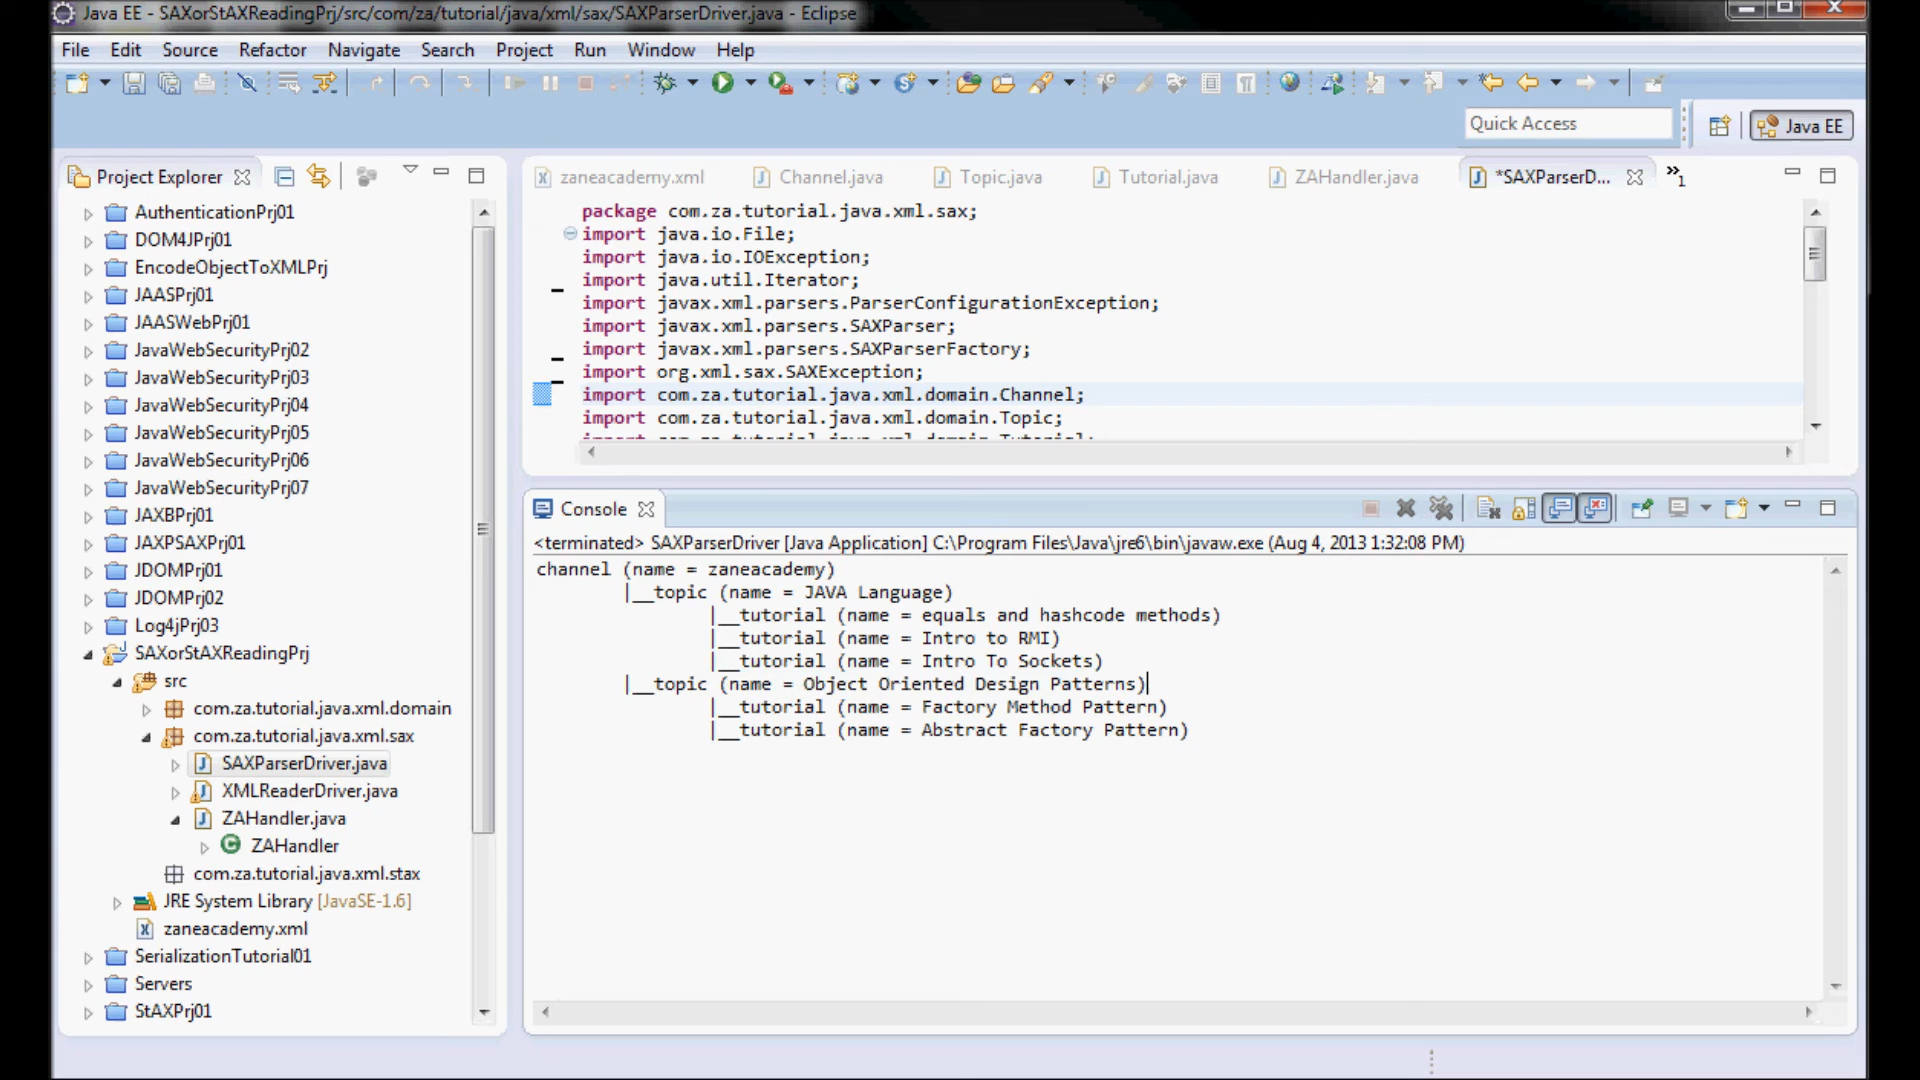 Java EE - SAXorStAXReadingPrj/src/com/za/tutorial/java/xml/sax/SAXParserDriver.java - Eclipse
File Edit Source Refactor Navigate Search Project Run Window Help
Quick Access
Java EE
Project Explorer
AuthenticationPrj01
DOM4JPrj01
EncodeObjectToXMLPrj
JAASPrj01
JAASWebPrj01
JavaWebSecurityPrj02
JavaWebSecurityPrj03
JavaWebSecurityPrj04
JavaWebSecurityPrj05
JavaWebSecurityPrj06
JavaWebSecurityPrj07
JAXBPrj01
JAXPSAXPrj01
JDOMPrj01
JDOMPrj02
Log4jPrj03
SAXorStAXReadingPrj
src
com.za.tutorial.java.xml.domain
com.za.tutorial.java.xml.sax
SAXParserDriver.java
XMLReaderDriver.java
ZAHandler.java
ZAHandler
com.za.tutorial.java.xml.stax
JRE System Library [JavaSE-1.6]
zaneacademy.xml
SerializationTutorial01
Servers
StAXPrj01
zaneacademy.xml Channel.java Topic.java Tutorial.java ZAHandler.java *SAXParserD... »1
package com.za.tutorial.java.xml.sax;
import java.io.File;
import java.io.IOException;
import java.util.Iterator;
import javax.xml.parsers.ParserConfigurationException;
import javax.xml.parsers.SAXParser;
import javax.xml.parsers.SAXParserFactory;
import org.xml.sax.SAXException;
import com.za.tutorial.java.xml.domain.Channel;
import com.za.tutorial.java.xml.domain.Topic;
import com.za.tutorial.java.xml.domain.Tutorial;
Console
<terminated> SAXParserDriver [Java Application] C:\Program Files\Java\jre6\bin\javaw.exe (Aug 4, 2013 1:32:08 PM)
channel (name = zaneacademy)
|__topic (name = JAVA Language)
|__tutorial (name = equals and hashcode methods)
|__tutorial (name = Intro to RMI)
|__tutorial (name = Intro To Sockets)
|__topic (name = Object Oriented Design Patterns)
|__tutorial (name = Factory Method Pattern)
|__tutorial (name = Abstract Factory Pattern)